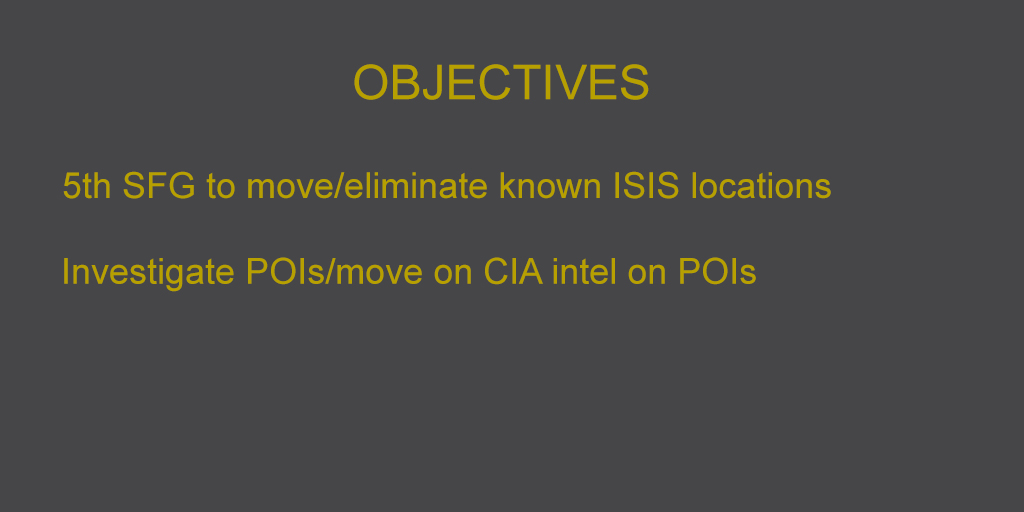 OBJECTIVES
5th SFG to move/eliminate known ISIS locations
Investigate POIs/move on CIA intel on POIs